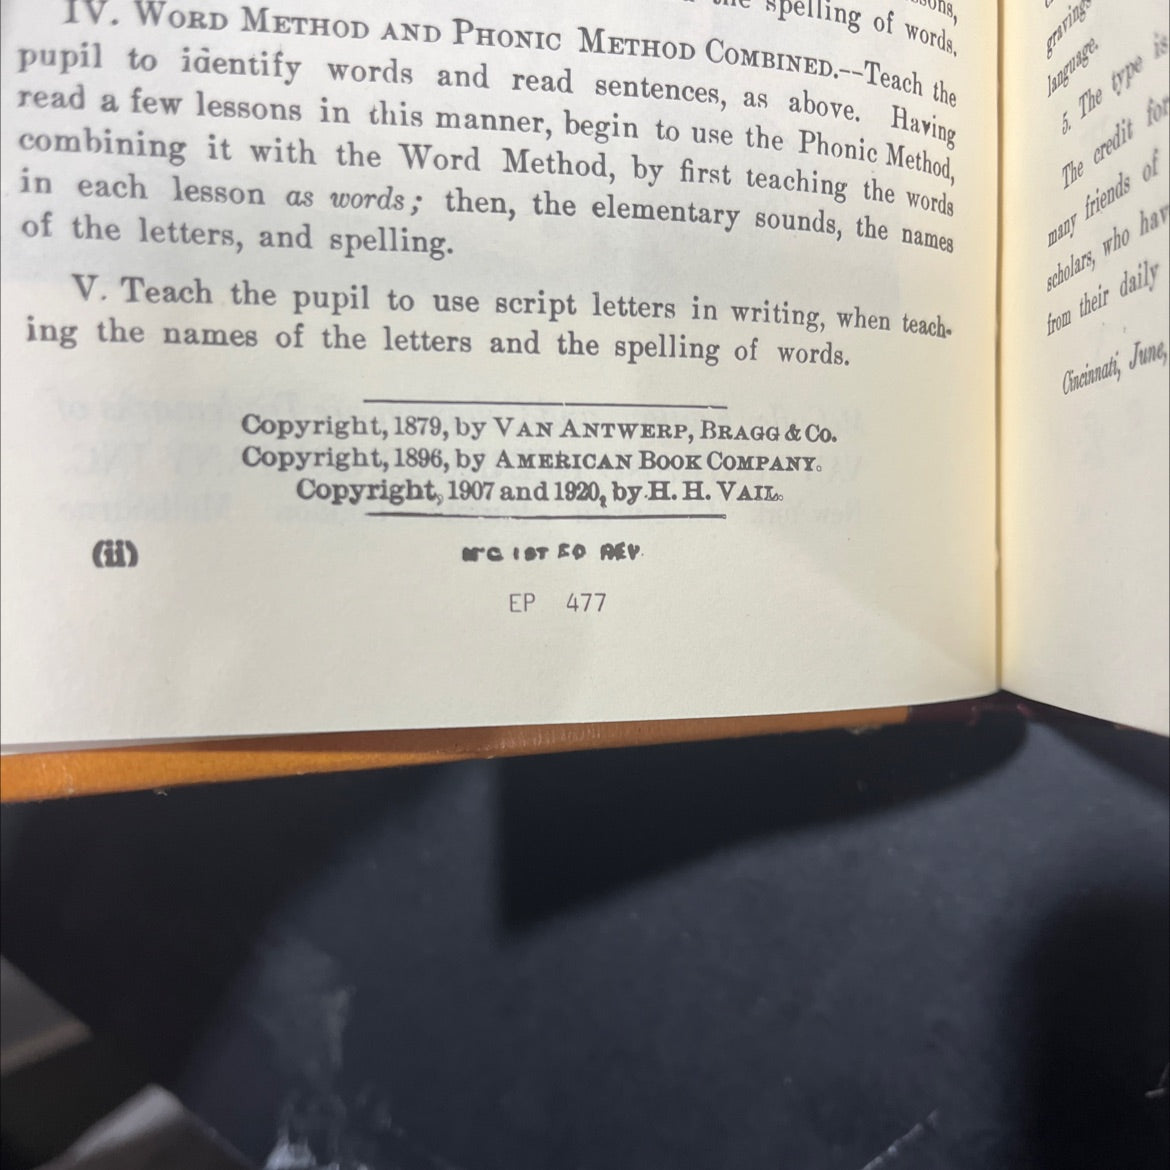 the spelling of words.
IV. WORD METHOD AND PHONIC METHOD COMBINED.--Teach the
pupil to identify words and read sentences, as above. Having
read a few lessons in this manner, begin to use the Phonic Method,
combining it with the Word Method, by first teaching the words
in each lesson as words; then, the elementary sounds, the names
of the letters, and spelling.
V. Teach the pupil to use script letters in writing, when teach-
ing the names of the letters and the spelling of words.
Copyright, 1879, by VAN ANTWERP, BRAGG & Co.
Copyright, 1896, by AMERICAN BOOK COMPANY.
Copyright, 1907 and 1920, by H. H. VAIL.
(ii)
M'G 1ST ED REV.
EP 477
gravings
language.
5. The type is
The credit for
many friends of
scholars, who hav
from their daily
Cincinnati, June,